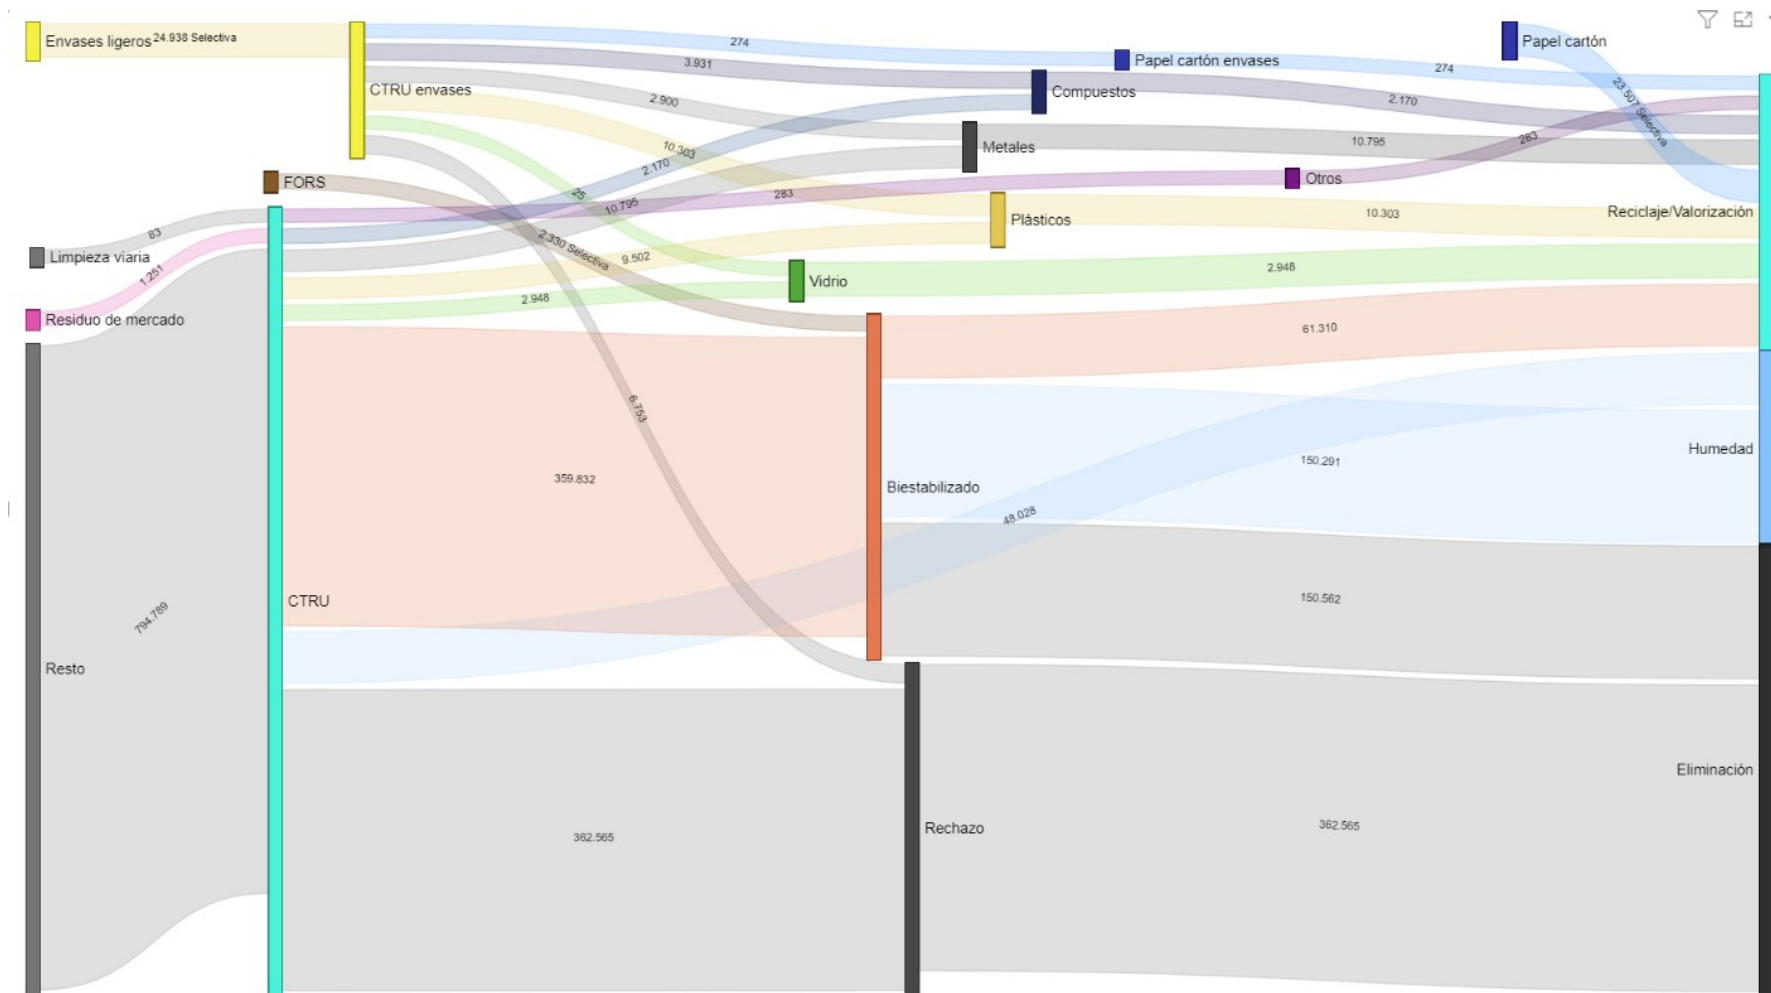 Envases ligeros
24.938 Selectiva
274
3.931
Papel cartón
CTRU envases
Papel cartón envases
274
Compuestos
2.900
2.170
23.507 Selectiva
Metales
10.795
283
10.303
2.170
FORS
Otros
25
10.795
283
Plásticos
10.303
Reciclaje/Valorización
83
2.330 Selectiva
9.502
Limpieza viaria
1.251
2.948
Vidrio
2.948
Residuo de mercado
61.310
6.753
359.832
Biestabilizado
150.291
Humedad
48.028
794.789
CTRU
150.562
Resto
Eliminación
362.565
Rechazo
362.565